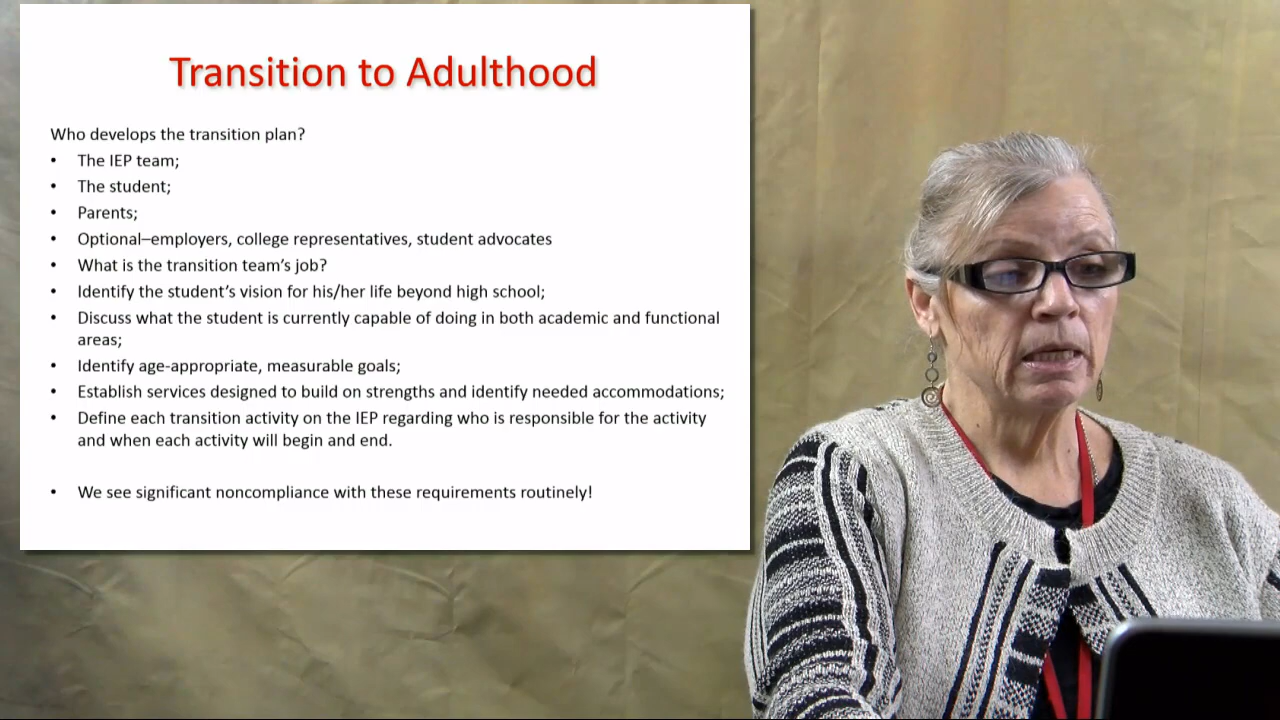 Transition to Adulthood
Who develops the transition plan?
• The IEP team;
• The student;
• Parents;
• Optional–employers, college representatives, student advocates
• What is the transition team's job?
• Identify the student's vision for his/her life beyond high school;
• Discuss what the student is currently capable of doing in both academic and functional
areas;
• Identify age-appropriate, measurable goals;
• Establish services designed to build on strengths and identify needed accommodations;
• Define each transition activity on the IEP regarding who is responsible for the activity
and when each activity will begin and end.
• We see significant noncompliance with these requirements routinely!